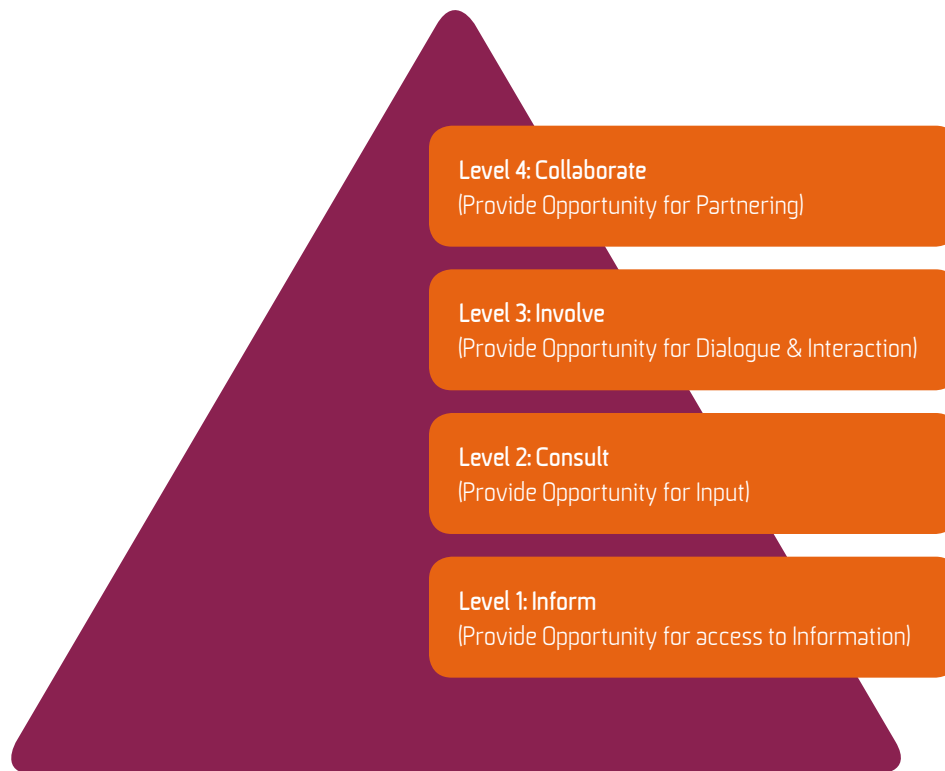 Level 4: Collaborate
(Provide Opportunity for Partnering)
Level 3: Involve
(Provide Opportunity for Dialogue & Interaction)
Level 2: Consult
(Provide Opportunity for Input)
Level 1: Inform
(Provide Opportunity for access to Information)